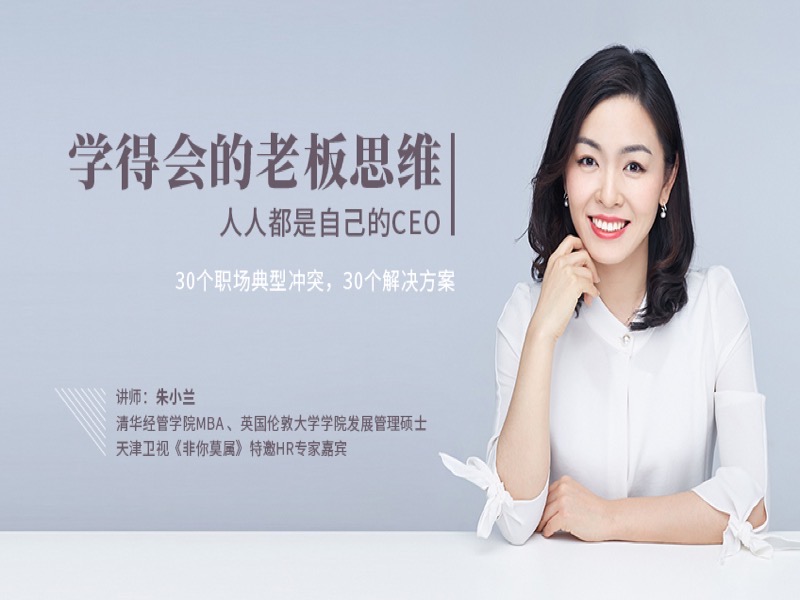 学得会的老板思维
人人都是自己的CEO
30个职场典型冲突，30个解决方案
讲师：朱小兰
清华经管学院MBA、英国伦敦大学学院发展管理硕士
天津卫视《非你莫属》特邀HR专家嘉宾